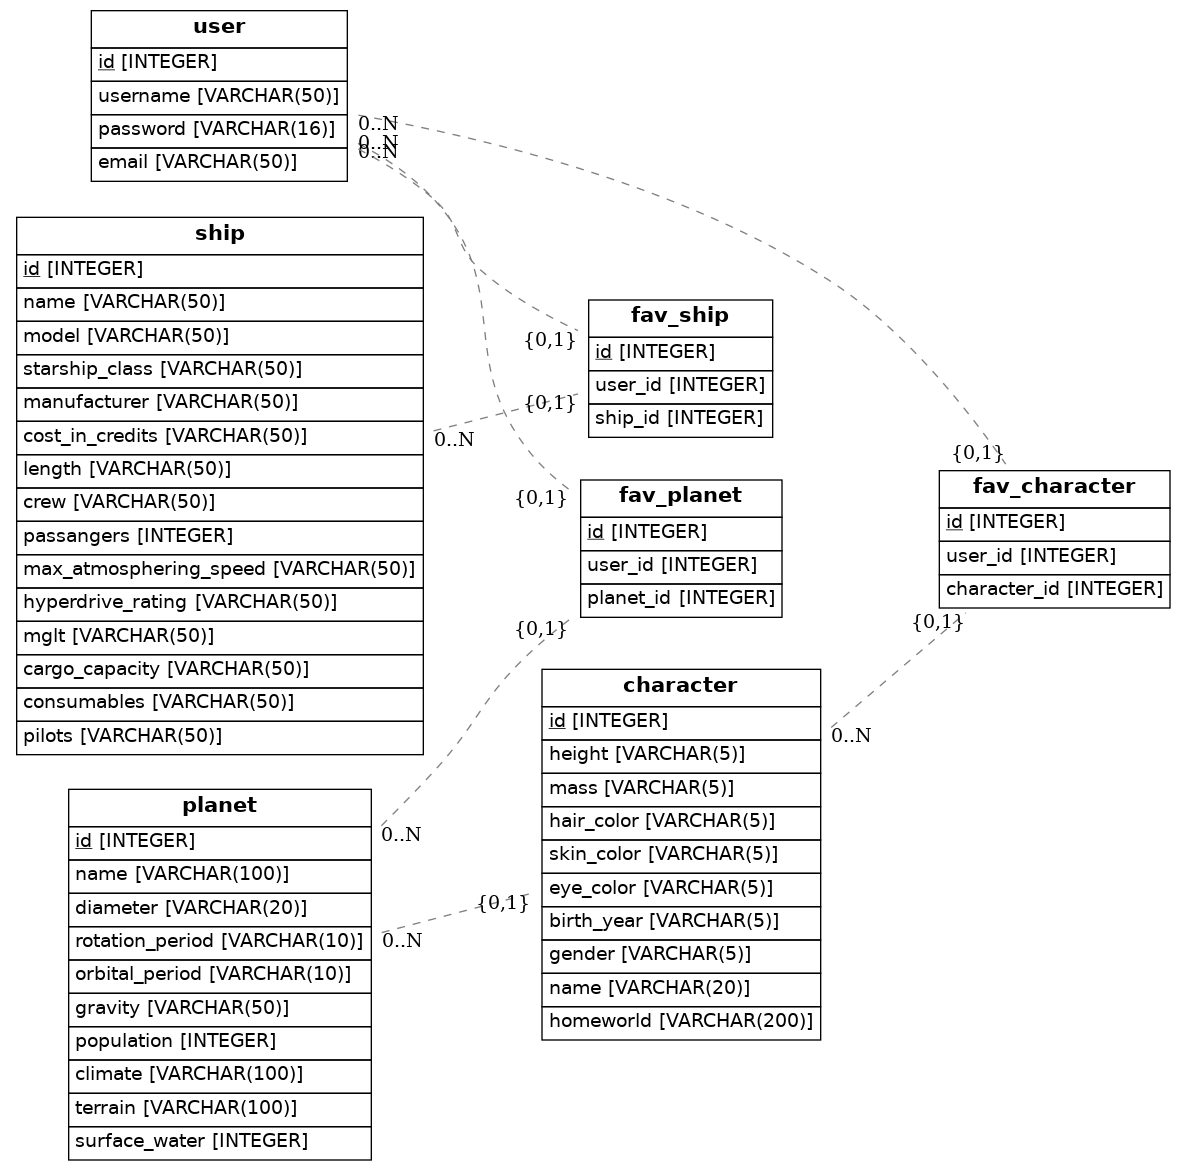 user
id [INTEGER]
username [VARCHAR(50)]
password [VARCHAR(16)]
email [VARCHAR(50)]
0..N
0..N
0..N
ship
id [INTEGER]
name [VARCHAR(50)]
model [VARCHAR(50)]
starship_class [VARCHAR(50)]
manufacturer [VARCHAR(50)]
cost_in_credits [VARCHAR(50)]
length [VARCHAR(50)]
crew [VARCHAR(50)]
passangers [INTEGER]
max_atmosphering_speed [VARCHAR(50)]
hyperdrive_rating [VARCHAR(50)]
mglt [VARCHAR(50)]
cargo_capacity [VARCHAR(50)]
consumables [VARCHAR(50)]
pilots [VARCHAR(50)]
0..N
{0,1}
{0,1}
fav_ship
id [INTEGER]
user_id [INTEGER]
ship_id [INTEGER]
{0,1}
fav_planet
id [INTEGER]
user_id [INTEGER]
planet_id [INTEGER]
{0,1}
{0,1}
fav_character
id [INTEGER]
user_id [INTEGER]
character_id [INTEGER]
{0,1}
character
id [INTEGER]
height [VARCHAR(5)]
mass [VARCHAR(5)]
hair_color [VARCHAR(5)]
skin_color [VARCHAR(5)]
eye_color [VARCHAR(5)]
birth_year [VARCHAR(5)]
gender [VARCHAR(5)]
name [VARCHAR(20)]
homeworld [VARCHAR(200)]
0..N
{0,1}
planet
id [INTEGER]
name [VARCHAR(100)]
diameter [VARCHAR(20)]
rotation_period [VARCHAR(10)]
orbital_period [VARCHAR(10)]
gravity [VARCHAR(50)]
population [INTEGER]
climate [VARCHAR(100)]
terrain [VARCHAR(100)]
surface_water [INTEGER]
0..N
0..N